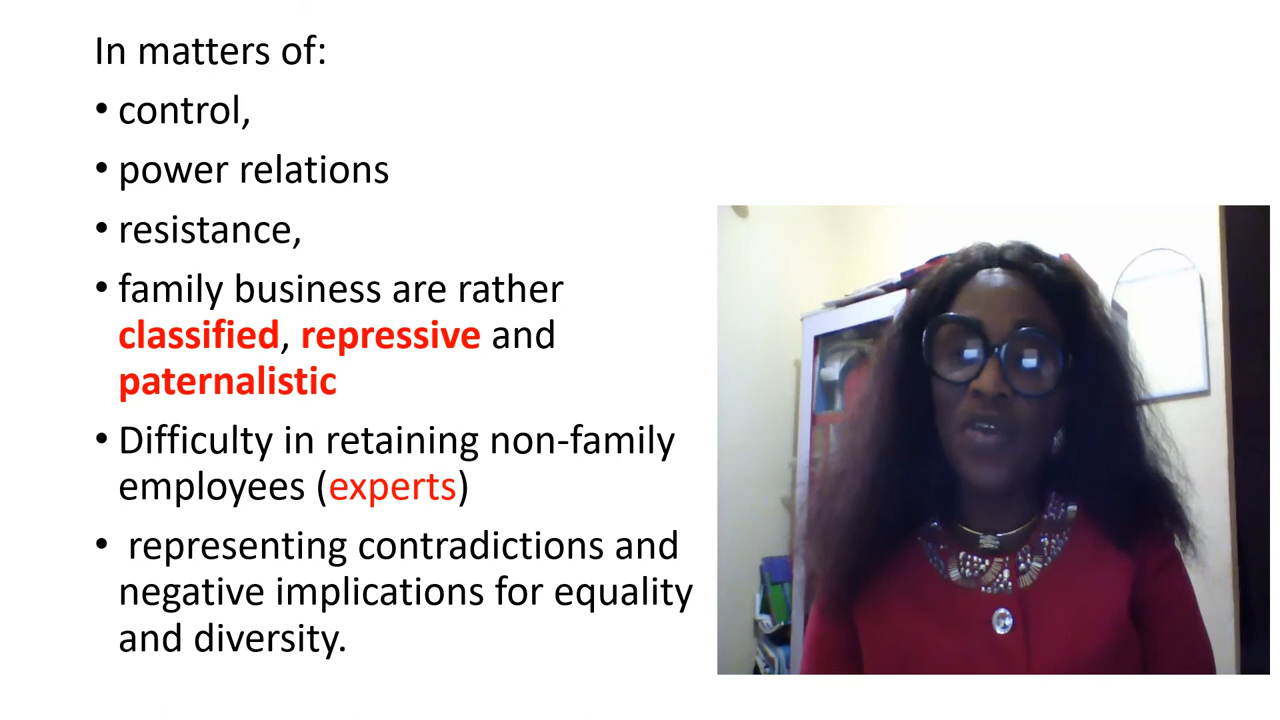 In matters of:
• control,
• power relations
• resistance,
• family business are rather
classified, repressive and
paternalistic
• Difficulty in retaining non-family
employees (experts)
• representing contradictions and
negative implications for equality
and diversity.